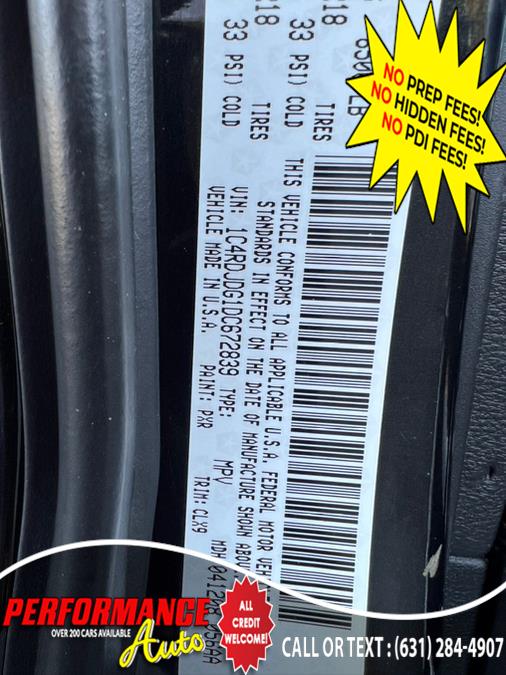 NO PREP FEES!
NO HIDDEN FEES!
NO PDI FEES!
R18
TIRES
33 PSI) COLD
R18
TIRES
33 PSI) COLD
THIS VEHICLE CONFORMS TO ALL APPLICABLE U.S.A. FEDERAL MOTOR
STANDARDS IN EFFECT ON THE DATE OF MANUFACTURE SHOWN
VIN: 1C4RDJDG1DC672839 TYPE: MPV
VEHICLE MADE IN U.S.A. PAINT: PXR TRIM: CLX9
PERFORMANCE
Auto
OVER 200 CARS AVAILABLE
ALL
CREDIT
WELCOME!
CALL OR TEXT : (631) 284-4907